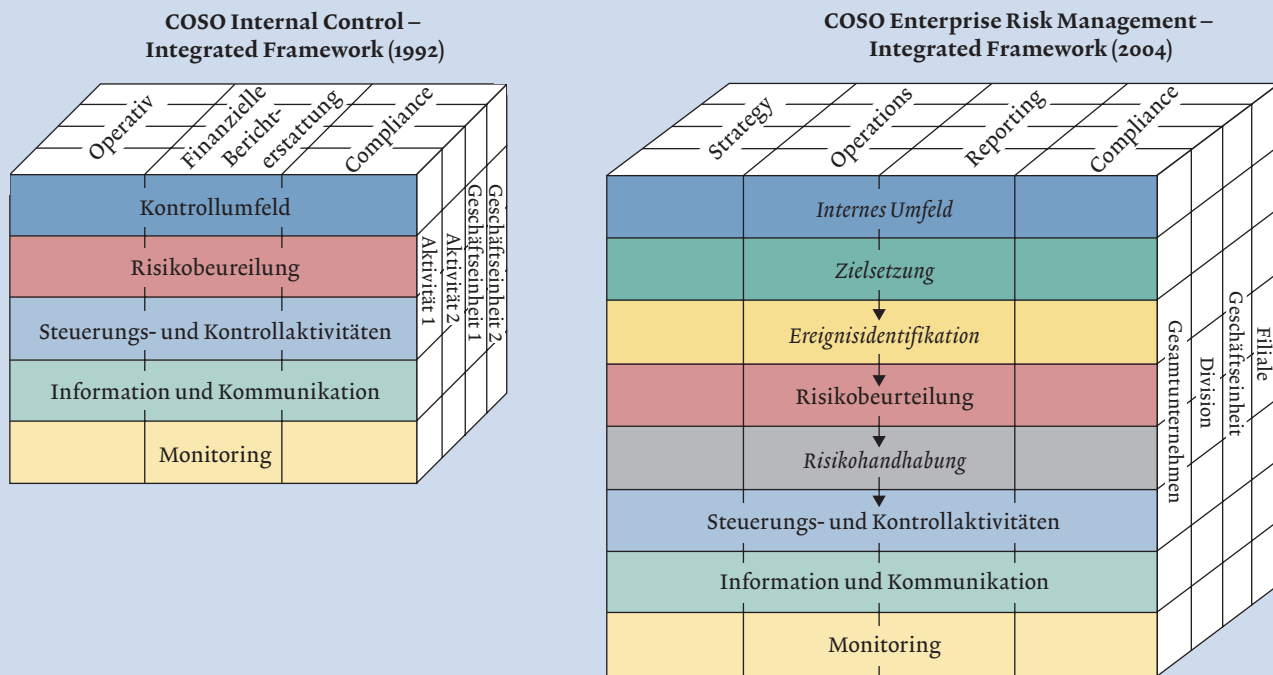 COSO Internal Control –
Integrated Framework (1992)
Operativ
Finanzielle
Bericht-
erstattung
Compliance
Kontrollumfeld
Risikobeureilung
Steuerungs- und Kontrollaktivitäten
Information und Kommunikation
Monitoring
Aktivität 1
Aktivität 2
Geschäftseinheit 1
Geschäftseinheit 2
COSO Enterprise Risk Management –
Integrated Framework (2004)
Strategy
Operations
Reporting
Compliance
Internes Umfeld
Zielsetzung
Ereignisidentifikation
Risikobeurteilung
Risikohandhabung
Steuerungs- und Kontrollaktivitäten
Information und Kommunikation
Monitoring
Gesamtunternehmen
Division
Geschäftseinheit
Filiale